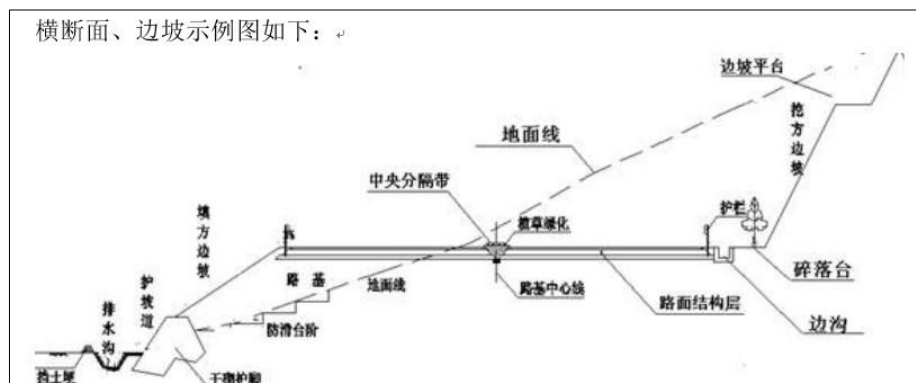 横断面、边坡示例图如下：
边坡平台
挖方边坡
地面线
中央分隔带
护栏
植草绿化
填方边坡
碎落台
路基
地面线
路基中心线
路面结构层
护坡道
边沟
排水沟
防滑台阶
挡土埂
干砌护脚